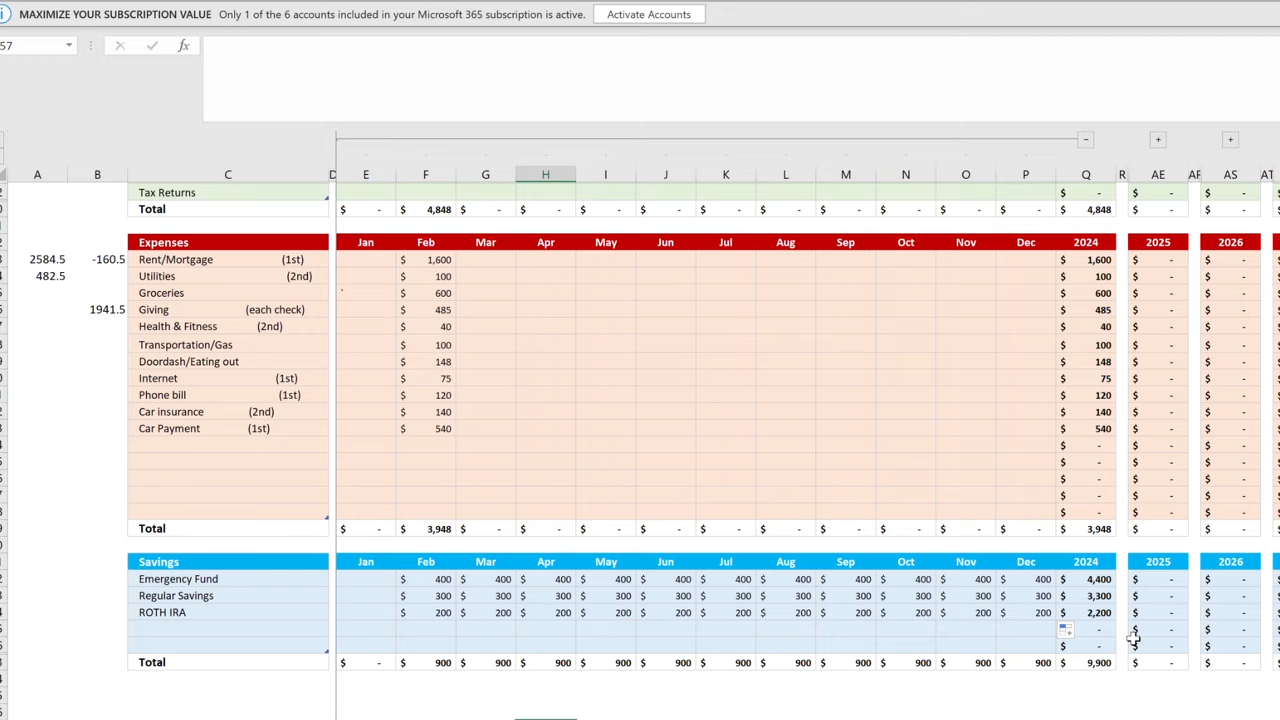 MAXIMIZE YOUR SUBSCRIPTION VALUE Only 1 of the 6 accounts included in your Microsoft 365 subscription is active. Activate Accounts
57 fx
A B C D E F G H I J K L M N O P Q R AE AF AS AT
Tax Returns $ - $ - $ -
Total $ - $ 4,848 $ - $ - $ - $ - $ - $ - $ - $ - $ - $ - $ 4,848 $ - $ -
Expenses Jan Feb Mar Apr May Jun Jul Aug Sep Oct Nov Dec 2024 2025 2026
2584.5 -160.5 Rent/Mortgage (1st) $ 1,600 $ 1,600 $ - $ -
482.5 Utilities (2nd) $ 100 $ 100 $ - $ -
Groceries ` $ 600 $ 600 $ - $ -
1941.5 Giving (each check) $ 485 $ 485 $ - $ -
Health & Fitness (2nd) $ 40 $ 40 $ - $ -
Transportation/Gas $ 100 $ 100 $ - $ -
Doordash/Eating out $ 148 $ 148 $ - $ -
Internet (1st) $ 75 $ 75 $ - $ -
Phone bill (1st) $ 120 $ 120 $ - $ -
Car insurance (2nd) $ 140 $ 140 $ - $ -
Car Payment (1st) $ 540 $ 540 $ - $ -
$ - $ - $ -
$ - $ - $ -
$ - $ - $ -
$ - $ - $ -
$ - $ - $ -
Total $ - $ 3,948 $ - $ - $ - $ - $ - $ - $ - $ - $ - $ - $ 3,948 $ - $ -
Savings Jan Feb Mar Apr May Jun Jul Aug Sep Oct Nov Dec 2024 2025 2026
Emergency Fund $ 400 $ 400 $ 400 $ 400 $ 400 $ 400 $ 400 $ 400 $ 400 $ 400 $ 400 $ 4,400 $ - $ -
Regular Savings $ 300 $ 300 $ 300 $ 300 $ 300 $ 300 $ 300 $ 300 $ 300 $ 300 $ 300 $ 3,300 $ - $ -
ROTH IRA $ 200 $ 200 $ 200 $ 200 $ 200 $ 200 $ 200 $ 200 $ 200 $ 200 $ 200 $ 2,200 $ - $ -
- $ - $ -
$ - $ - $ -
Total $ - $ 900 $ 900 $ 900 $ 900 $ 900 $ 900 $ 900 $ 900 $ 900 $ 900 $ 900 $ 9,900 $ - $ -